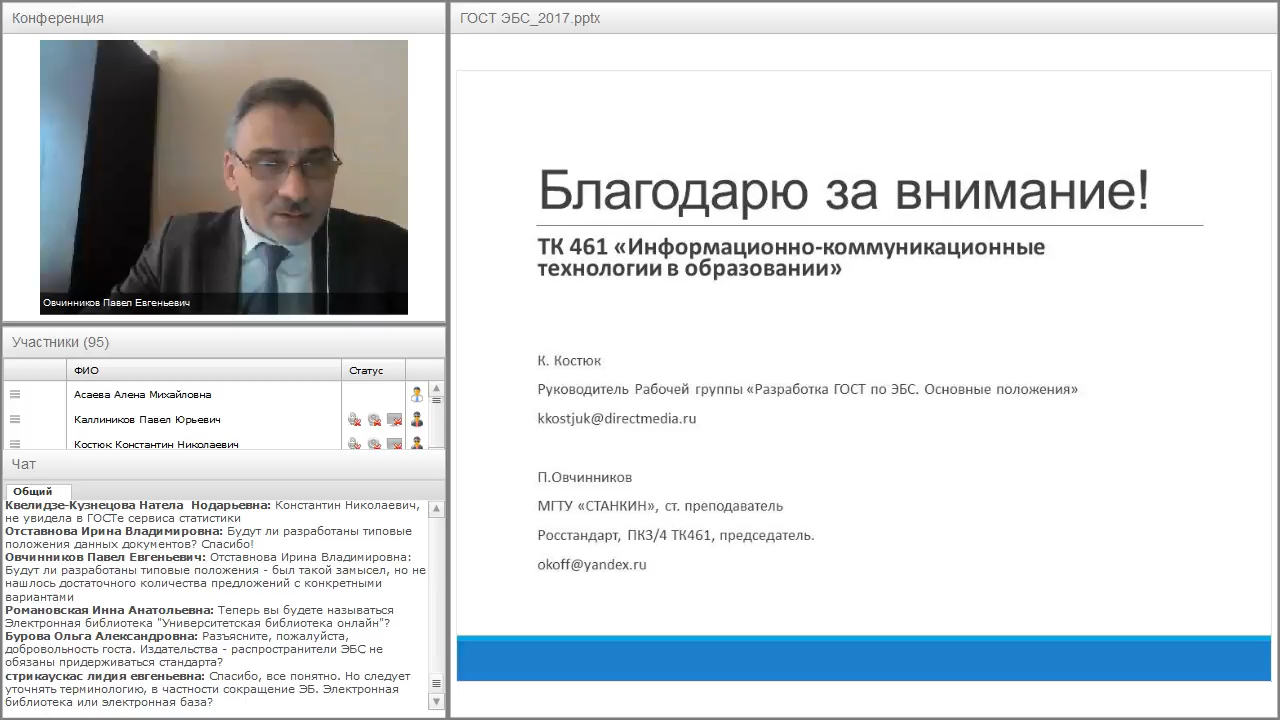 Конференция
Овчинников Павел Евгеньевич
Участники (95)
ФИО
Статус
Асаева Алена Михайловна
Каллиников Павел Юрьевич
Костюк Константин Николаевич
Чат
Общий
Квелидзе-Кузнецова Натела Нодарьевна: Константин Николаевич,
не увидела в ГОСТе сервиса статистики
Отставнова Ирина Владимировна: Будут ли разработаны типовые
положения данных документов? Спасибо!
Овчинников Павел Евгеньевич: Отставнова Ирина Владимировна:
Будут ли разработаны типовые положения - был такой замысел, но не
нашлось достаточного количества предложений с конкретными
вариантами
Романовская Инна Анатольевна: Теперь вы будете называться
Электронная библиотека "Университетская библиотека онлайн"?
Бурова Ольга Александровна: Разъясните, пожалуйста,
добровольность госта. Издательства - распространители ЭБС не
обязаны придерживаться стандарта?
стрикаускас лидия евгеньевна: Спасибо, все понятно. Но следует
уточнять терминологию, в частности сокращение ЭБ. Электронная
библиотека или электронная база?
ГОСТ ЭБС_2017.pptx
Благодарю за внимание!
ТК 461 «Информационно-коммуникационные
технологии в образовании»
К. Костюк
Руководитель Рабочей группы «Разработка ГОСТ по ЭБС. Основные положения»
kkostjuk@directmedia.ru
П.Овчинников
МГТУ «СТАНКИН», ст. преподаватель
Росстандарт, ПК3/4 ТК461, председатель.
okoff@yandex.ru